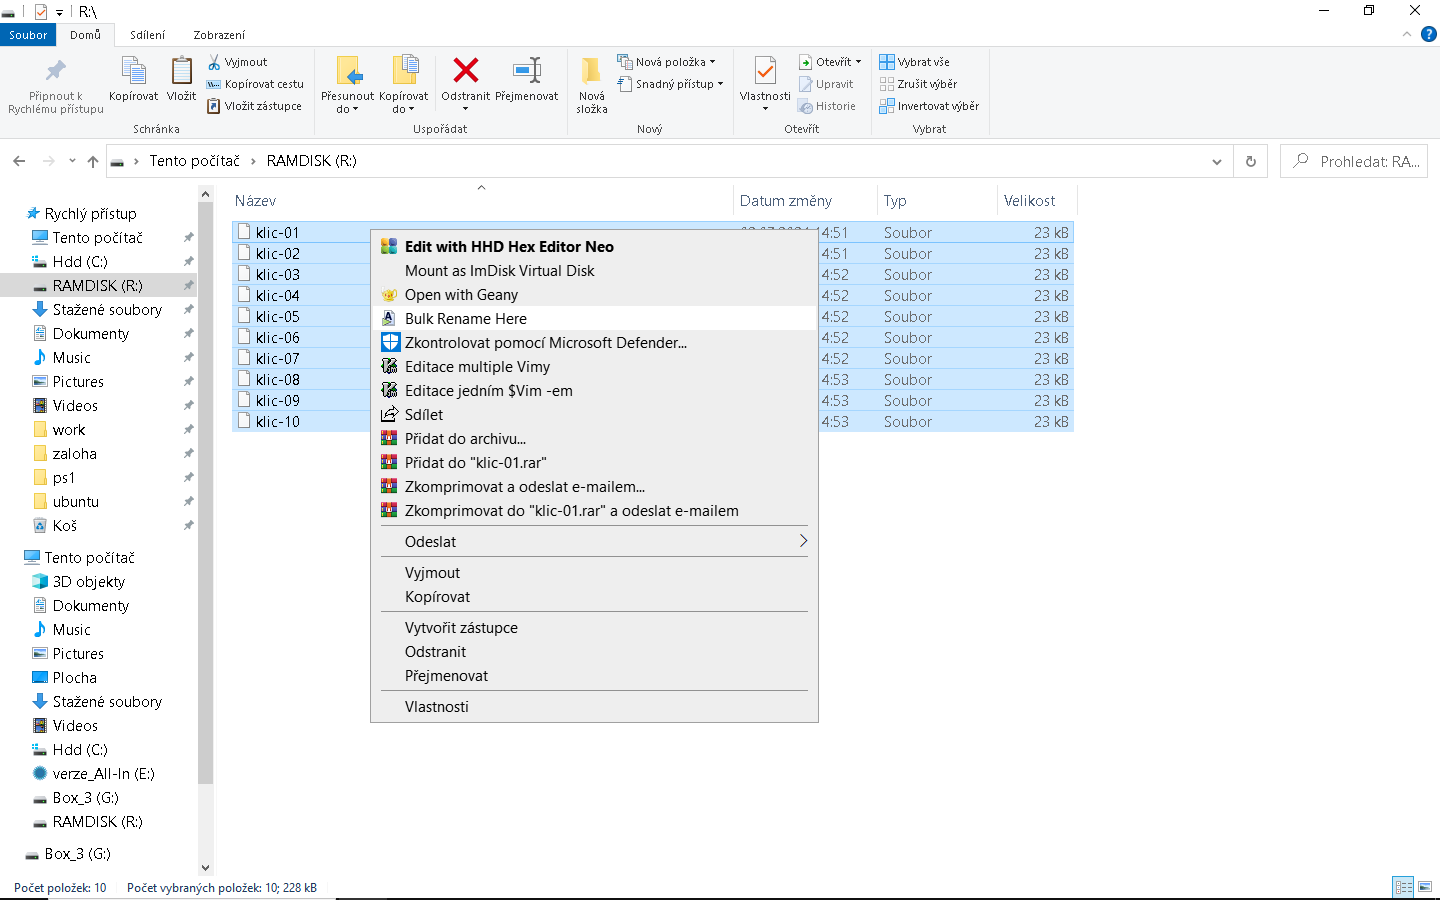 R:\
Soubor Domů Sdílení Zobrazení
Připnout k Rychlému přístupu
Kopírovat
Vložit
Vyjmout
Kopírovat cestu
Vložit zástupce
Schránka
Přesunout do
Kopírovat do
Odstranit
Přejmenovat
Uspořádat
Nová složka
Nová položka
Snadný přístup
Nový
Vlastnosti
Otevřít
Upravit
Historie
Otevřít
Vybrat vše
Zrušit výběr
Invertovat výběr
Vybrat
Tento počítač RAMDISK (R:)
Prohledat: RA...
Rychlý přístup
Tento počítač
Hdd (C:)
RAMDISK (R:)
Stažené soubory
Dokumenty
Music
Pictures
Videos
work
zaloha
ps1
ubuntu
Koš
Tento počítač
3D objekty
Dokumenty
Music
Pictures
Plocha
Stažené soubory
Videos
Hdd (C:)
verze_All-In (E:)
Box_3 (G:)
RAMDISK (R:)
Box_3 (G:)
Název Datum změny Typ Velikost
klic-01 4:51 Soubor 23 kB
klic-02 4:51 Soubor 23 kB
klic-03 4:52 Soubor 23 kB
klic-04 4:52 Soubor 23 kB
klic-05 4:52 Soubor 23 kB
klic-06 4:52 Soubor 23 kB
klic-07 4:52 Soubor 23 kB
klic-08 4:53 Soubor 23 kB
klic-09 4:53 Soubor 23 kB
klic-10 4:53 Soubor 23 kB
Edit with HHD Hex Editor Neo
Mount as ImDisk Virtual Disk
Open with Geany
Bulk Rename Here
Zkontrolovat pomocí Microsoft Defender...
Editace multiple Vimy
Editace jedním $Vim -em
Sdílet
Přidat do archivu...
Přidat do "klic-01.rar"
Zkomprimovat a odeslat e-mailem...
Zkomprimovat do "klic-01.rar" a odeslat e-mailem
Odeslat
Vyjmout
Kopírovat
Vytvořit zástupce
Odstranit
Přejmenovat
Vlastnosti
Počet položek: 10 Počet vybraných položek: 10; 228 kB